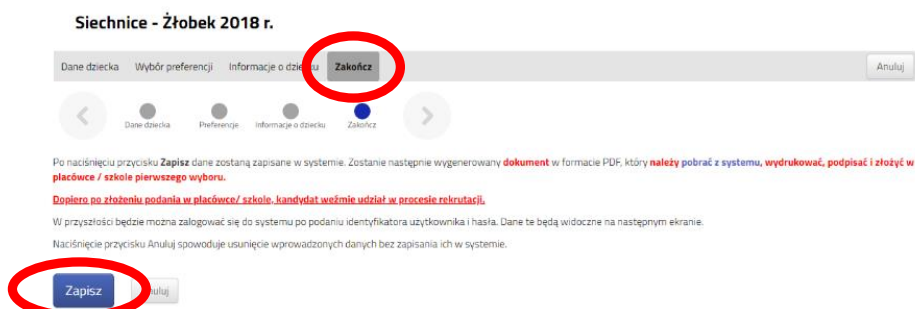 Siechnice - Żłobek 2018 r.
Dane dziecka Wybór preferencji Informacje o dziecku Zakończ Anuluj
Dane dziecka Preferencje Informacje o dziecku Zakończ
Po naciśnięciu przycisku Zapisz dane zostaną zapisane w systemie. Zostanie następnie wygenerowany dokument w formacie PDF, który należy pobrać z systemu, wydrukować, podpisać i złożyć w
placówce / szkole pierwszego wyboru.
Dopiero po złożeniu podania w placówce/ szkole, kandydat weźmie udział w procesie rekrutacji.
W przyszłości będzie można zalogować się do systemu po podaniu identyfikatora użytkownika i hasła. Dane te będą widoczne na następnym ekranie.
Naciśnięcie przycisku Anuluj spowoduje usunięcie wprowadzonych danych bez zapisania ich w systemie.
Zapisz Anuluj